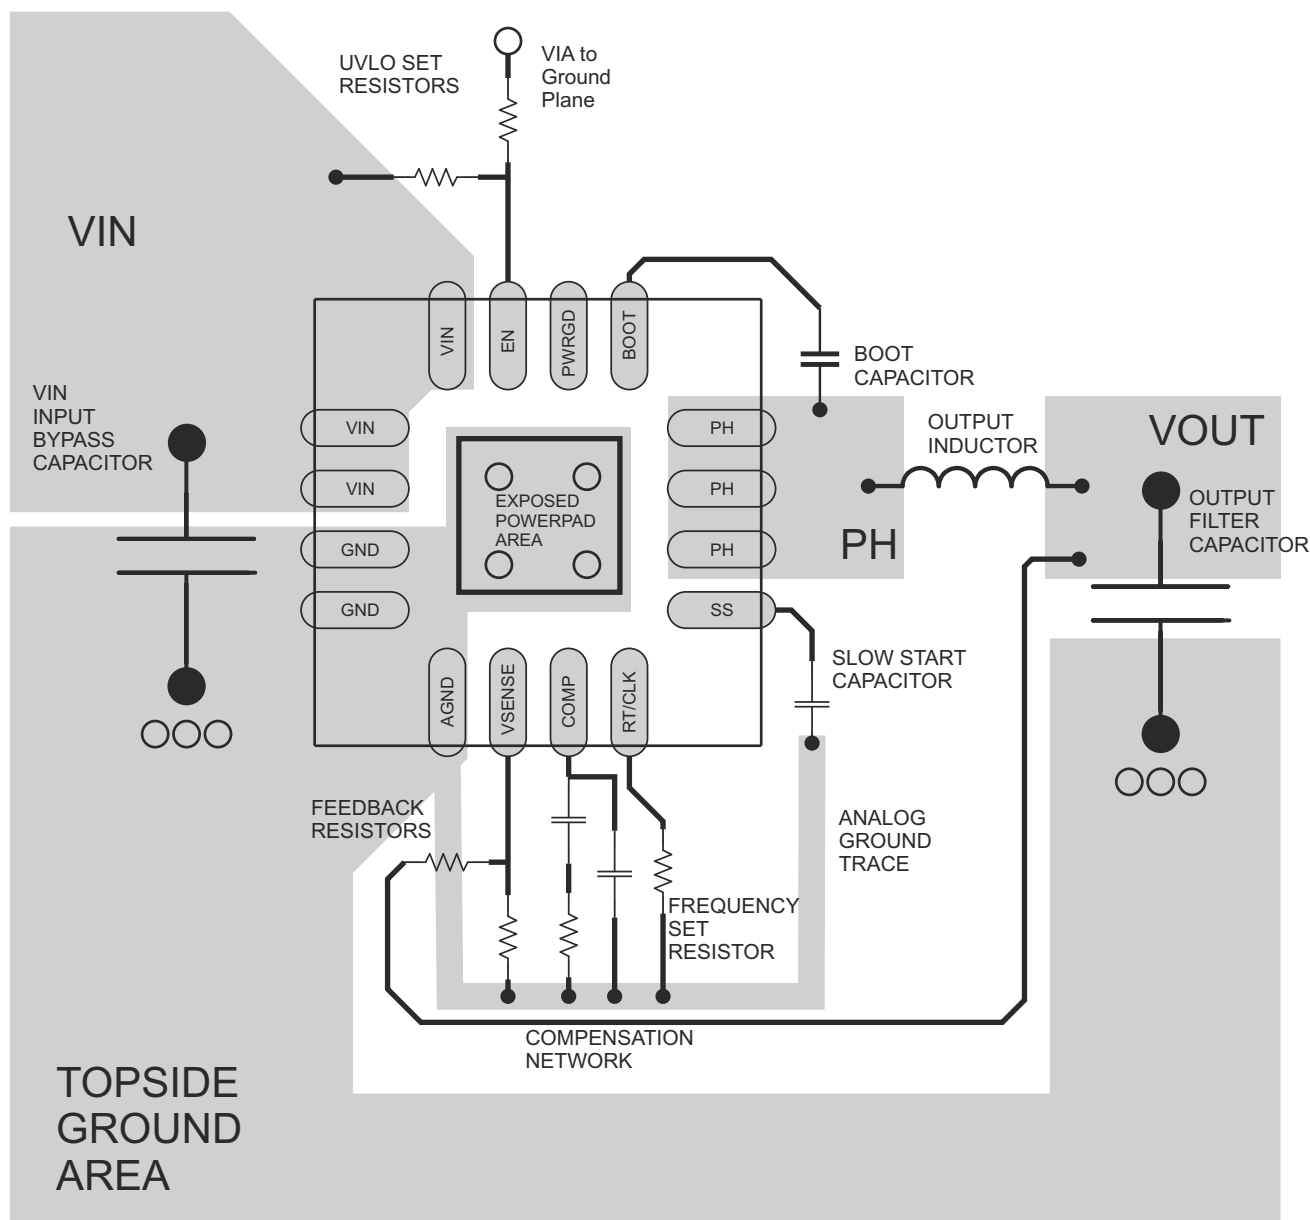 UVLO SET
RESISTORS
VIA to
Ground
Plane
VIN
VIN
EN
PWRGD
BOOT
BOOT
CAPACITOR
VIN
INPUT
BYPASS
CAPACITOR
VIN
VIN
GND
GND
EXPOSED
POWERPAD
AREA
PH
PH
PH
SS
PH
OUTPUT
INDUCTOR
VOUT
OUTPUT
FILTER
CAPACITOR
AGND
VSENSE
COMP
RT/CLK
SLOW START
CAPACITOR
FEEDBACK
RESISTORS
ANALOG
GROUND
TRACE
FREQUENCY
SET
RESISTOR
COMPENSATION
NETWORK
TOPSIDE
GROUND
AREA